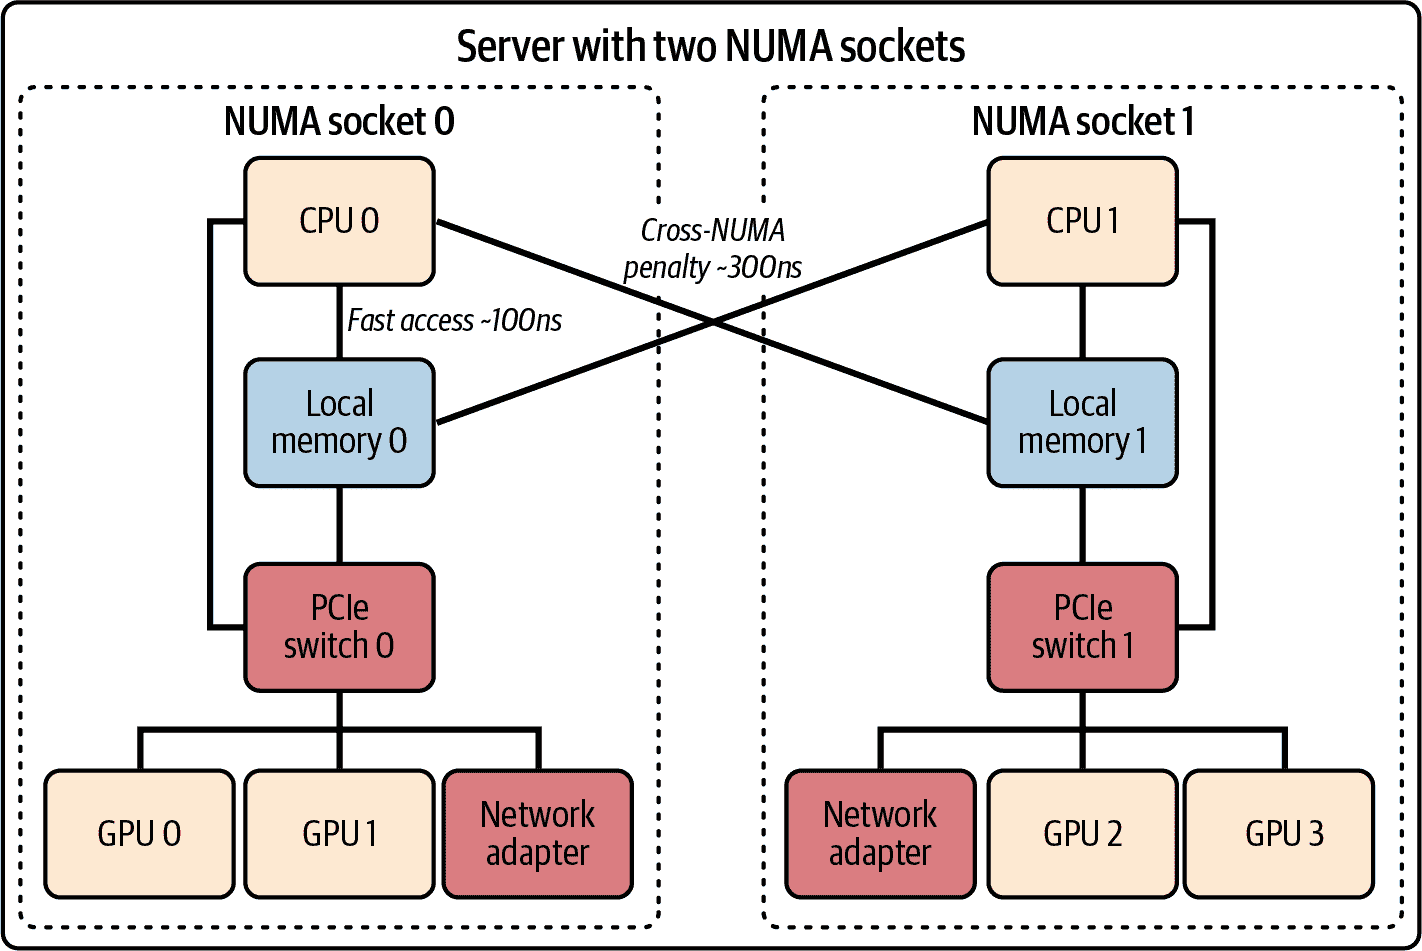 Server with two NUMA sockets
NUMA socket 0
NUMA socket 1
CPU 0
CPU 1
Cross-NUMA
penalty ~300ns
Fast access ~100ns
Local
memory 0
Local
memory 1
PCIe
switch 0
PCIe
switch 1
GPU 0
GPU 1
Network
adapter
Network
adapter
GPU 2
GPU 3